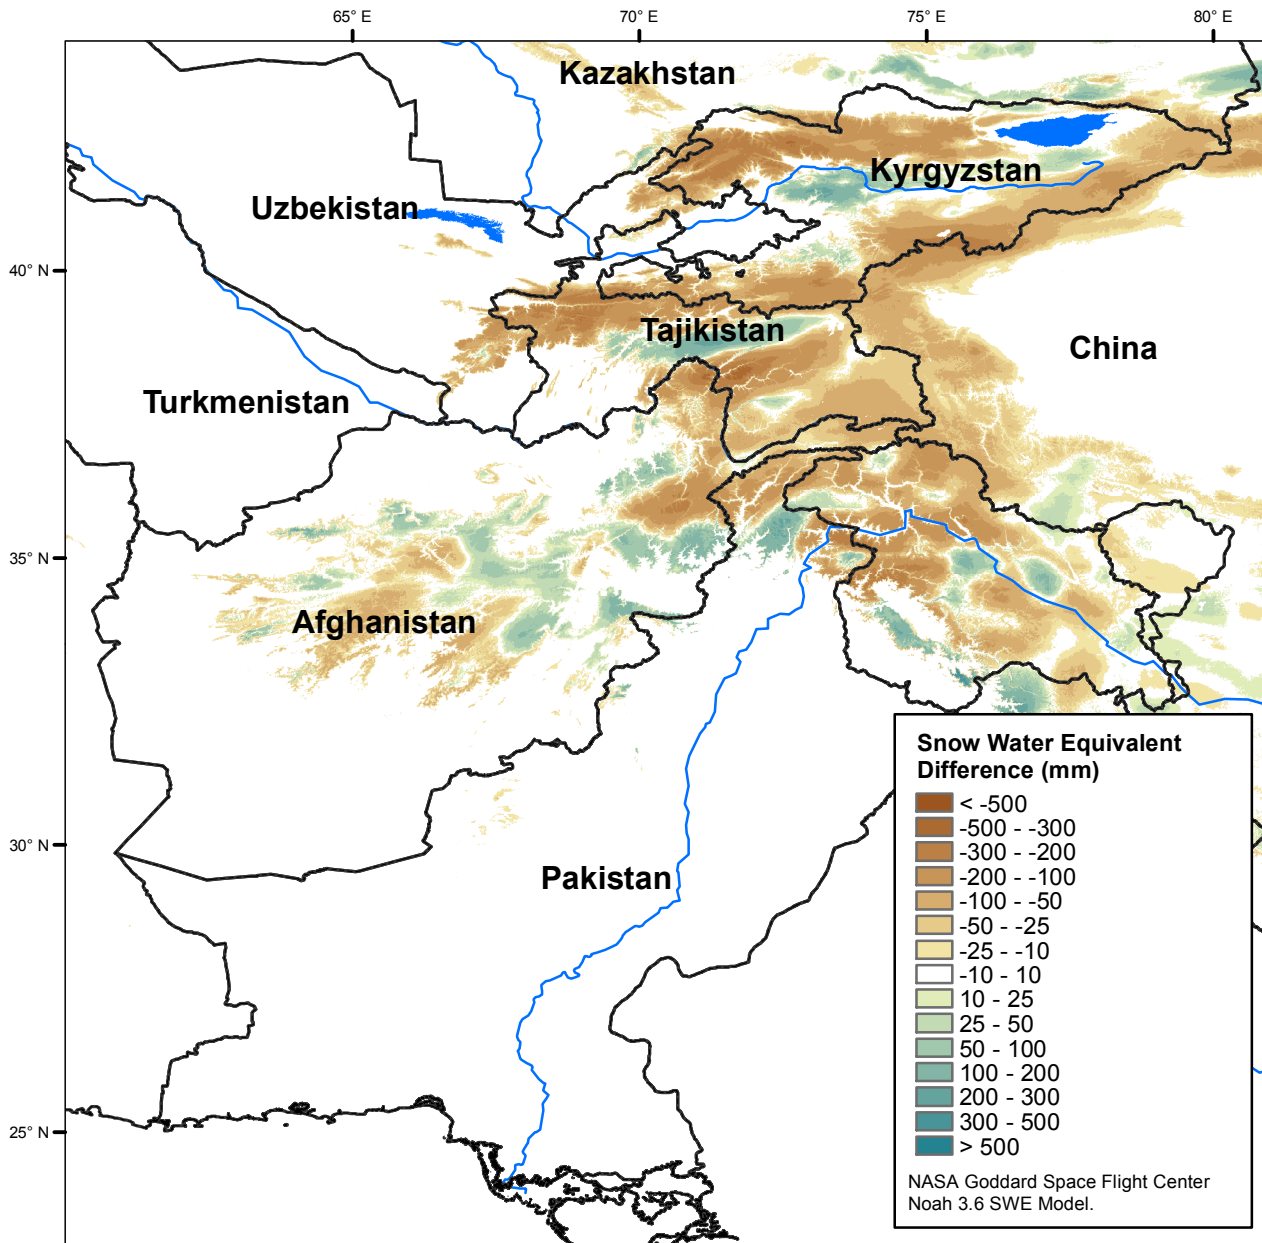 65° E
70° E
75° E
80° E
Kazakhstan
Kyrgyzstan
Uzbekistan
40° N
Tajikistan
China
Turkmenistan
35° N
Afghanistan
30° N
Pakistan
25° N
Snow Water Equivalent
Difference (mm)
< -500
-500 - -300
-300 - -200
-200 - -100
-100 - -50
-50 - -25
-25 - -10
-10 - 10
10 - 25
25 - 50
50 - 100
100 - 200
200 - 300
300 - 500
> 500
NASA Goddard Space Flight Center
Noah 3.6 SWE Model.